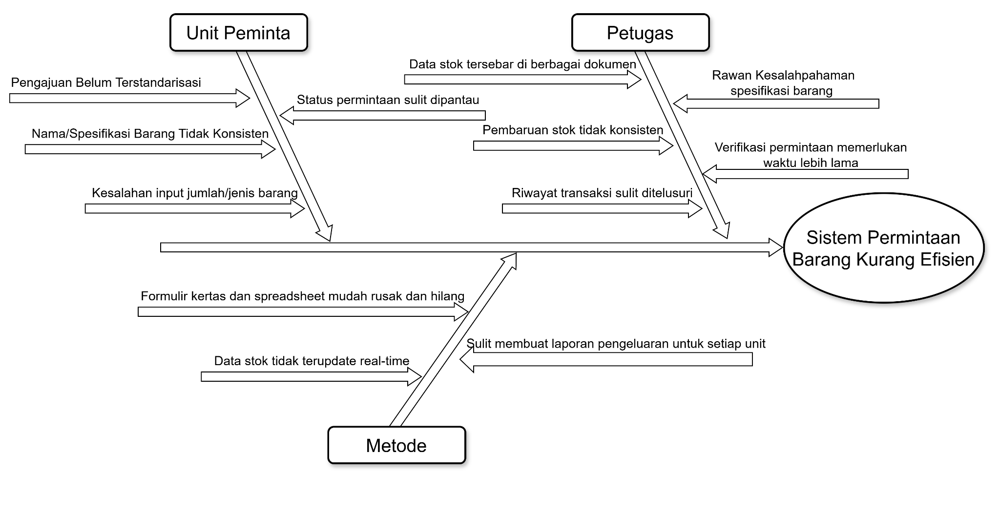 Unit Peminta
Petugas
Data stok tersebar di berbagai dokumen
Pengajuan Belum Terstandarisasi
Rawan Kesalahpahaman
spesifikasi barang
Status permintaan sulit dipantau
Nama/Spesifikasi Barang Tidak Konsisten
Pembaruan stok tidak konsisten
Verifikasi permintaan memerlukan
waktu lebih lama
Kesalahan input jumlah/jenis barang
Riwayat transaksi sulit ditelusuri
Sistem Permintaan
Barang Kurang Efisien
Formulir kertas dan spreadsheet mudah rusak dan hilang
Sulit membuat laporan pengeluaran untuk setiap unit
Data stok tidak terupdate real-time
Metode